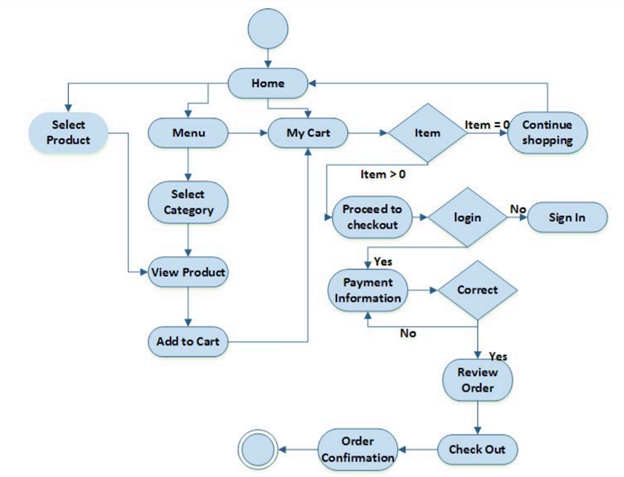 Home
Select
Product
Menu
My Cart
Item
Item = 0
Continue
shopping
Item > 0
Select
Category
Proceed to
checkout
login
No
Sign In
Yes
View Product
Payment
Information
Correct
No
Add to Cart
Yes
Review
Order
Order
Confirmation
Check Out